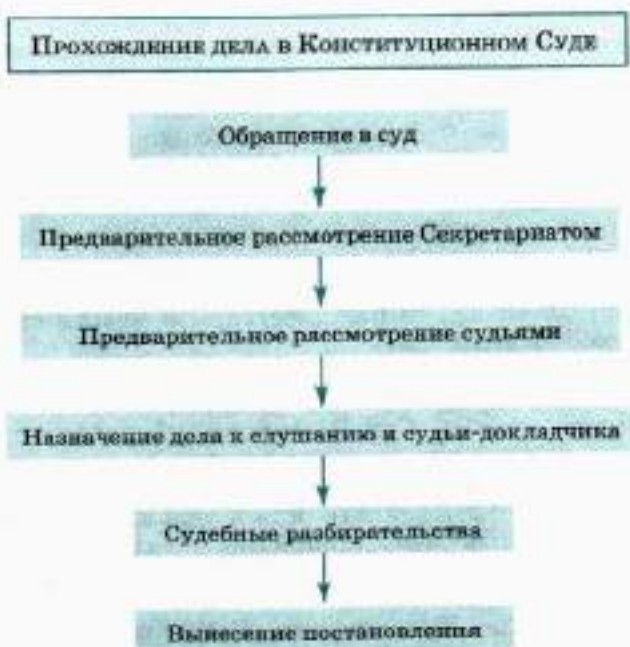 Прохождение дела в Конституционном Суде
Обращение в суд
Предварительное рассмотрение Секретариатом
Предварительное рассмотрение судьями
Назначение дела к слушанию и судьи-докладчика
Судебные разбирательства
Вынесение постановления